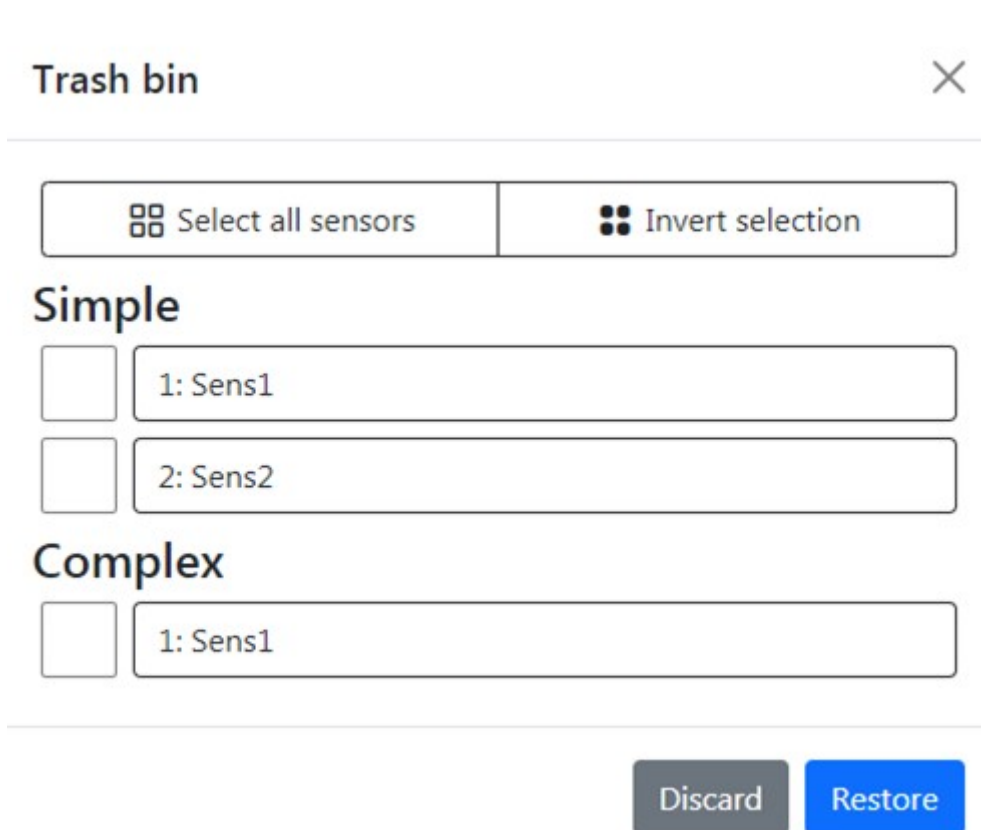 Trash bin
Select all sensors Invert selection
Simple
1: Sens1
2: Sens2
Complex
1: Sens1
Discard Restore